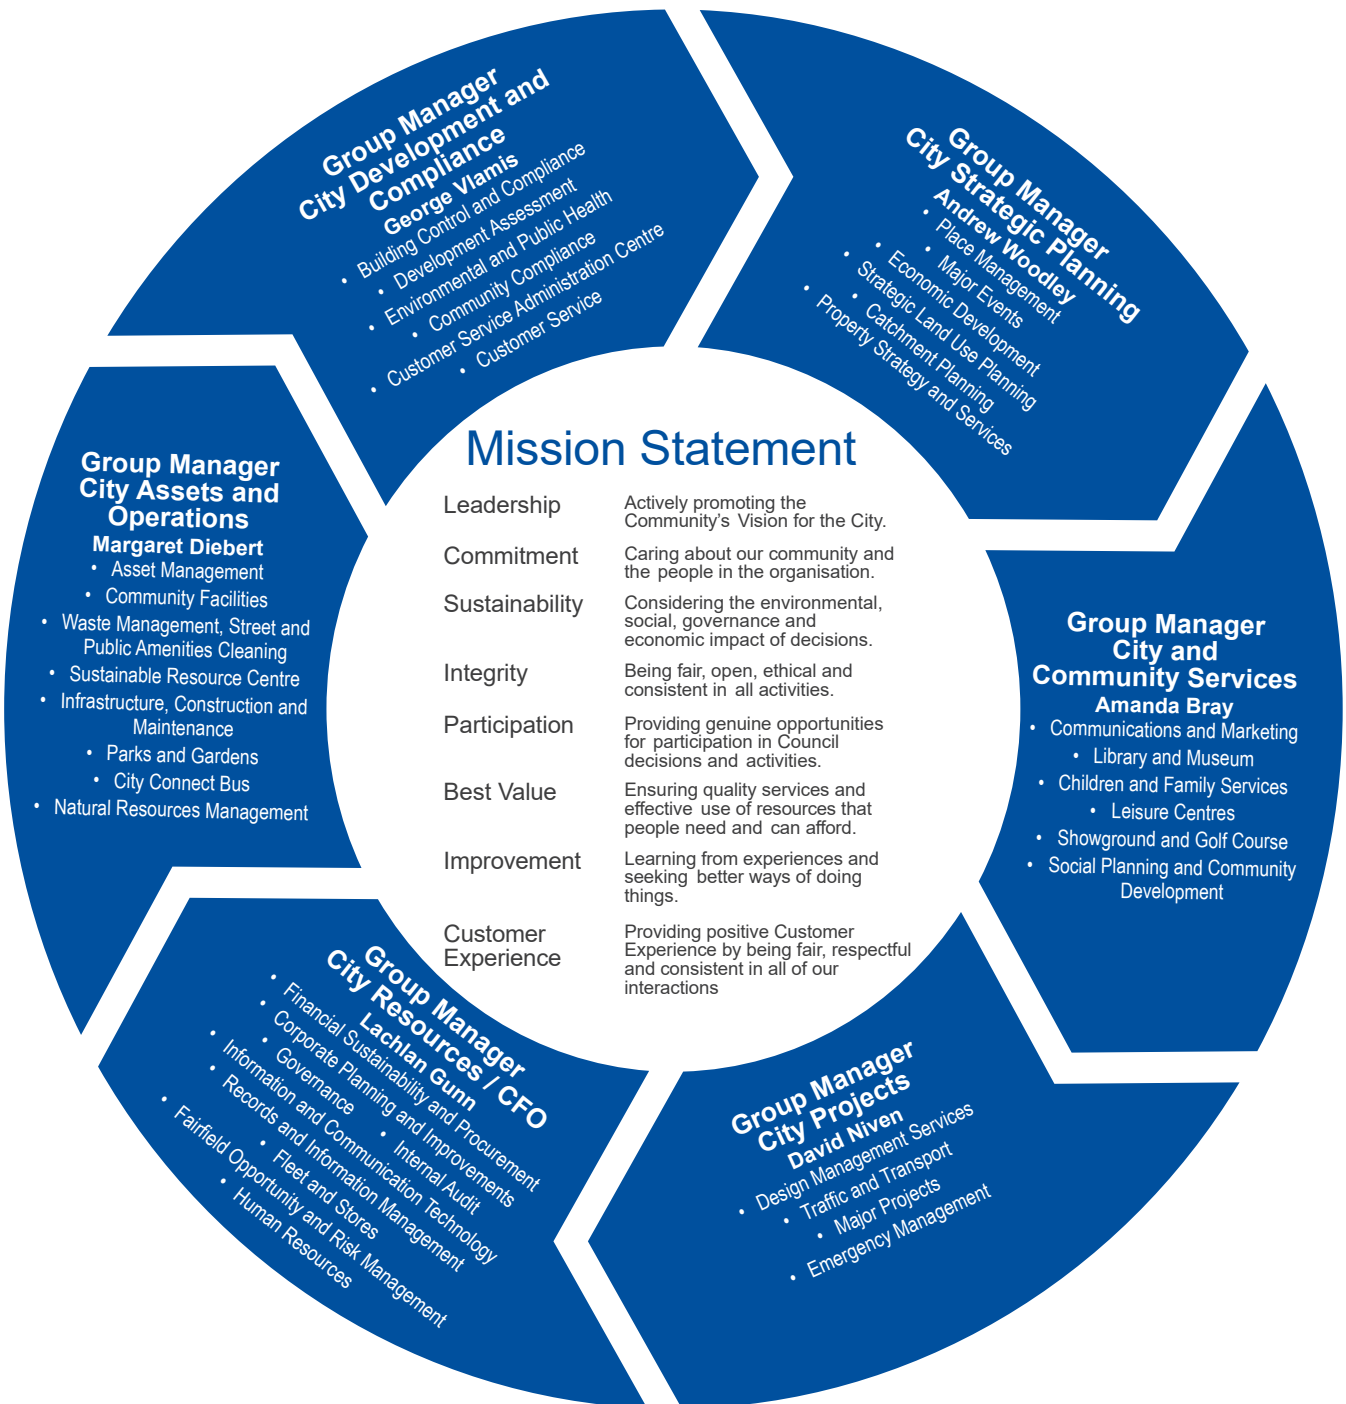 Group Manager
City Development and
Compliance
George Vlamis
• Building Control and Compliance
• Development Assessment
• Environmental and Public Health
• Community Compliance
• Customer Service Administration Centre
• Customer Service
Group Manager
City Strategic Planning
Andrew Woodley
• Place Management
• Major Events
• Economic Development
• Strategic Land Use Planning
• Catchment Planning
• Property Strategy and Services
Group Manager
City and
Community Services
Amanda Bray
• Communications and Marketing
• Library and Museum
• Children and Family Services
• Leisure Centres
• Showground and Golf Course
• Social Planning and Community
Development
Group Manager
City Projects
David Niven
• Design Management Services
• Traffic and Transport
• Major Projects
• Emergency Management
Group Manager
City Resources / CFO
Lachlan Gunn
• Financial Sustainability and Procurement
• Corporate Planning and Improvements
• Governance • Internal Audit
• Information and Communication Technology
• Records and Information Management
• Fleet and Stores
• Fairfield Opportunity and Risk Management
• Human Resources
Group Manager
City Assets and
Operations
Margaret Diebert
• Asset Management
• Community Facilities
• Waste Management, Street and
Public Amenities Cleaning
• Sustainable Resource Centre
• Infrastructure, Construction and
Maintenance
• Parks and Gardens
• City Connect Bus
• Natural Resources Management
Mission Statement
Leadership
Actively promoting the
Community's Vision for the City.
Commitment
Caring about our community and
the people in the organisation.
Sustainability
Considering the environmental,
social, governance and
economic impact of decisions.
Integrity
Being fair, open, ethical and
consistent in all activities.
Participation
Providing genuine opportunities
for participation in Council
decisions and activities.
Best Value
Ensuring quality services and
effective use of resources that
people need and can afford.
Improvement
Learning from experiences and
seeking better ways of doing
things.
Customer
Experience
Providing positive Customer
Experience by being fair, respectful
and consistent in all of our
interactions